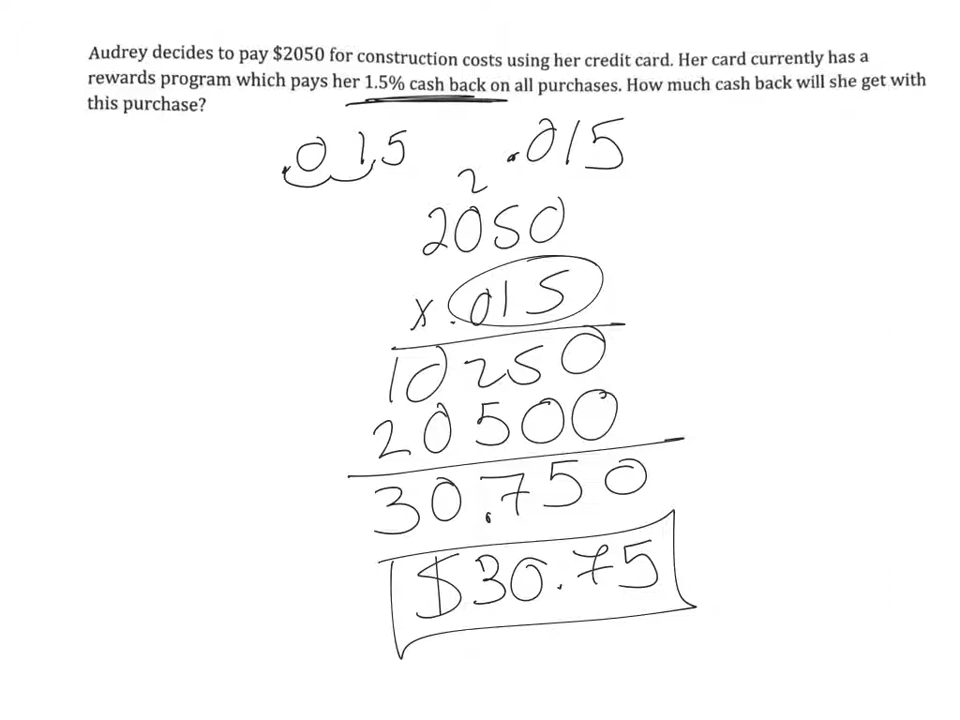 Audrey decides to pay $2050 for construction costs using her credit card. Her card currently has a
rewards program which pays her 1.5% cash back on all purchases. How much cash back will she get with
this purchase?
.0 1.5 .015
2
2050
x .015
10250
20500
30.750
$30.75